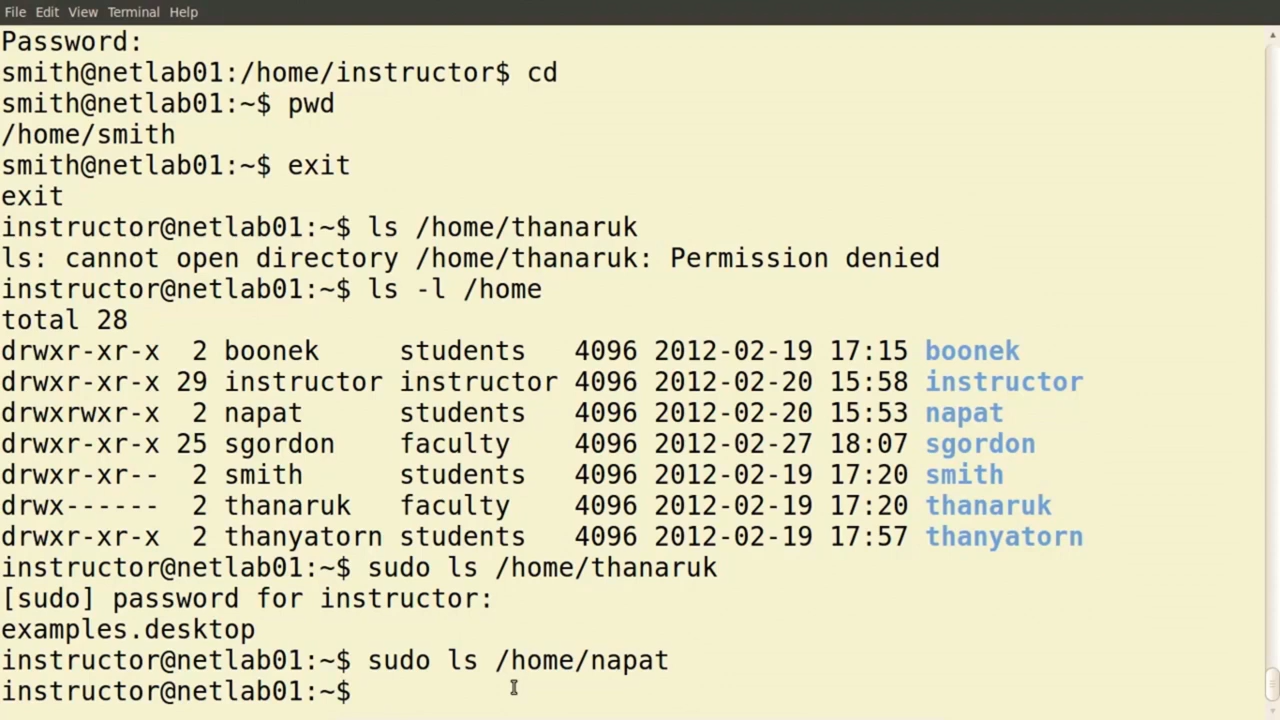 File Edit View Terminal Help
Password:
smith@netlab01:/home/instructor$ cd
smith@netlab01:~$ pwd
/home/smith
smith@netlab01:~$ exit
exit
instructor@netlab01:~$ ls /home/thanaruk
ls: cannot open directory /home/thanaruk: Permission denied
instructor@netlab01:~$ ls -l /home
total 28
drwxr-xr-x  2 boonek     students   4096 2012-02-19 17:15 boonek
drwxr-xr-x 29 instructor instructor 4096 2012-02-20 15:58 instructor
drwxrwxr-x  2 napat      students   4096 2012-02-20 15:53 napat
drwxr-xr-x 25 sgordon    faculty    4096 2012-02-27 18:07 sgordon
drwxr-xr--  2 smith      students   4096 2012-02-19 17:20 smith
drwx------  2 thanaruk   faculty    4096 2012-02-19 17:20 thanaruk
drwxr-xr-x  2 thanyatorn students   4096 2012-02-19 17:57 thanyatorn
instructor@netlab01:~$ sudo ls /home/thanaruk
[sudo] password for instructor:
examples.desktop
instructor@netlab01:~$ sudo ls /home/napat
instructor@netlab01:~$